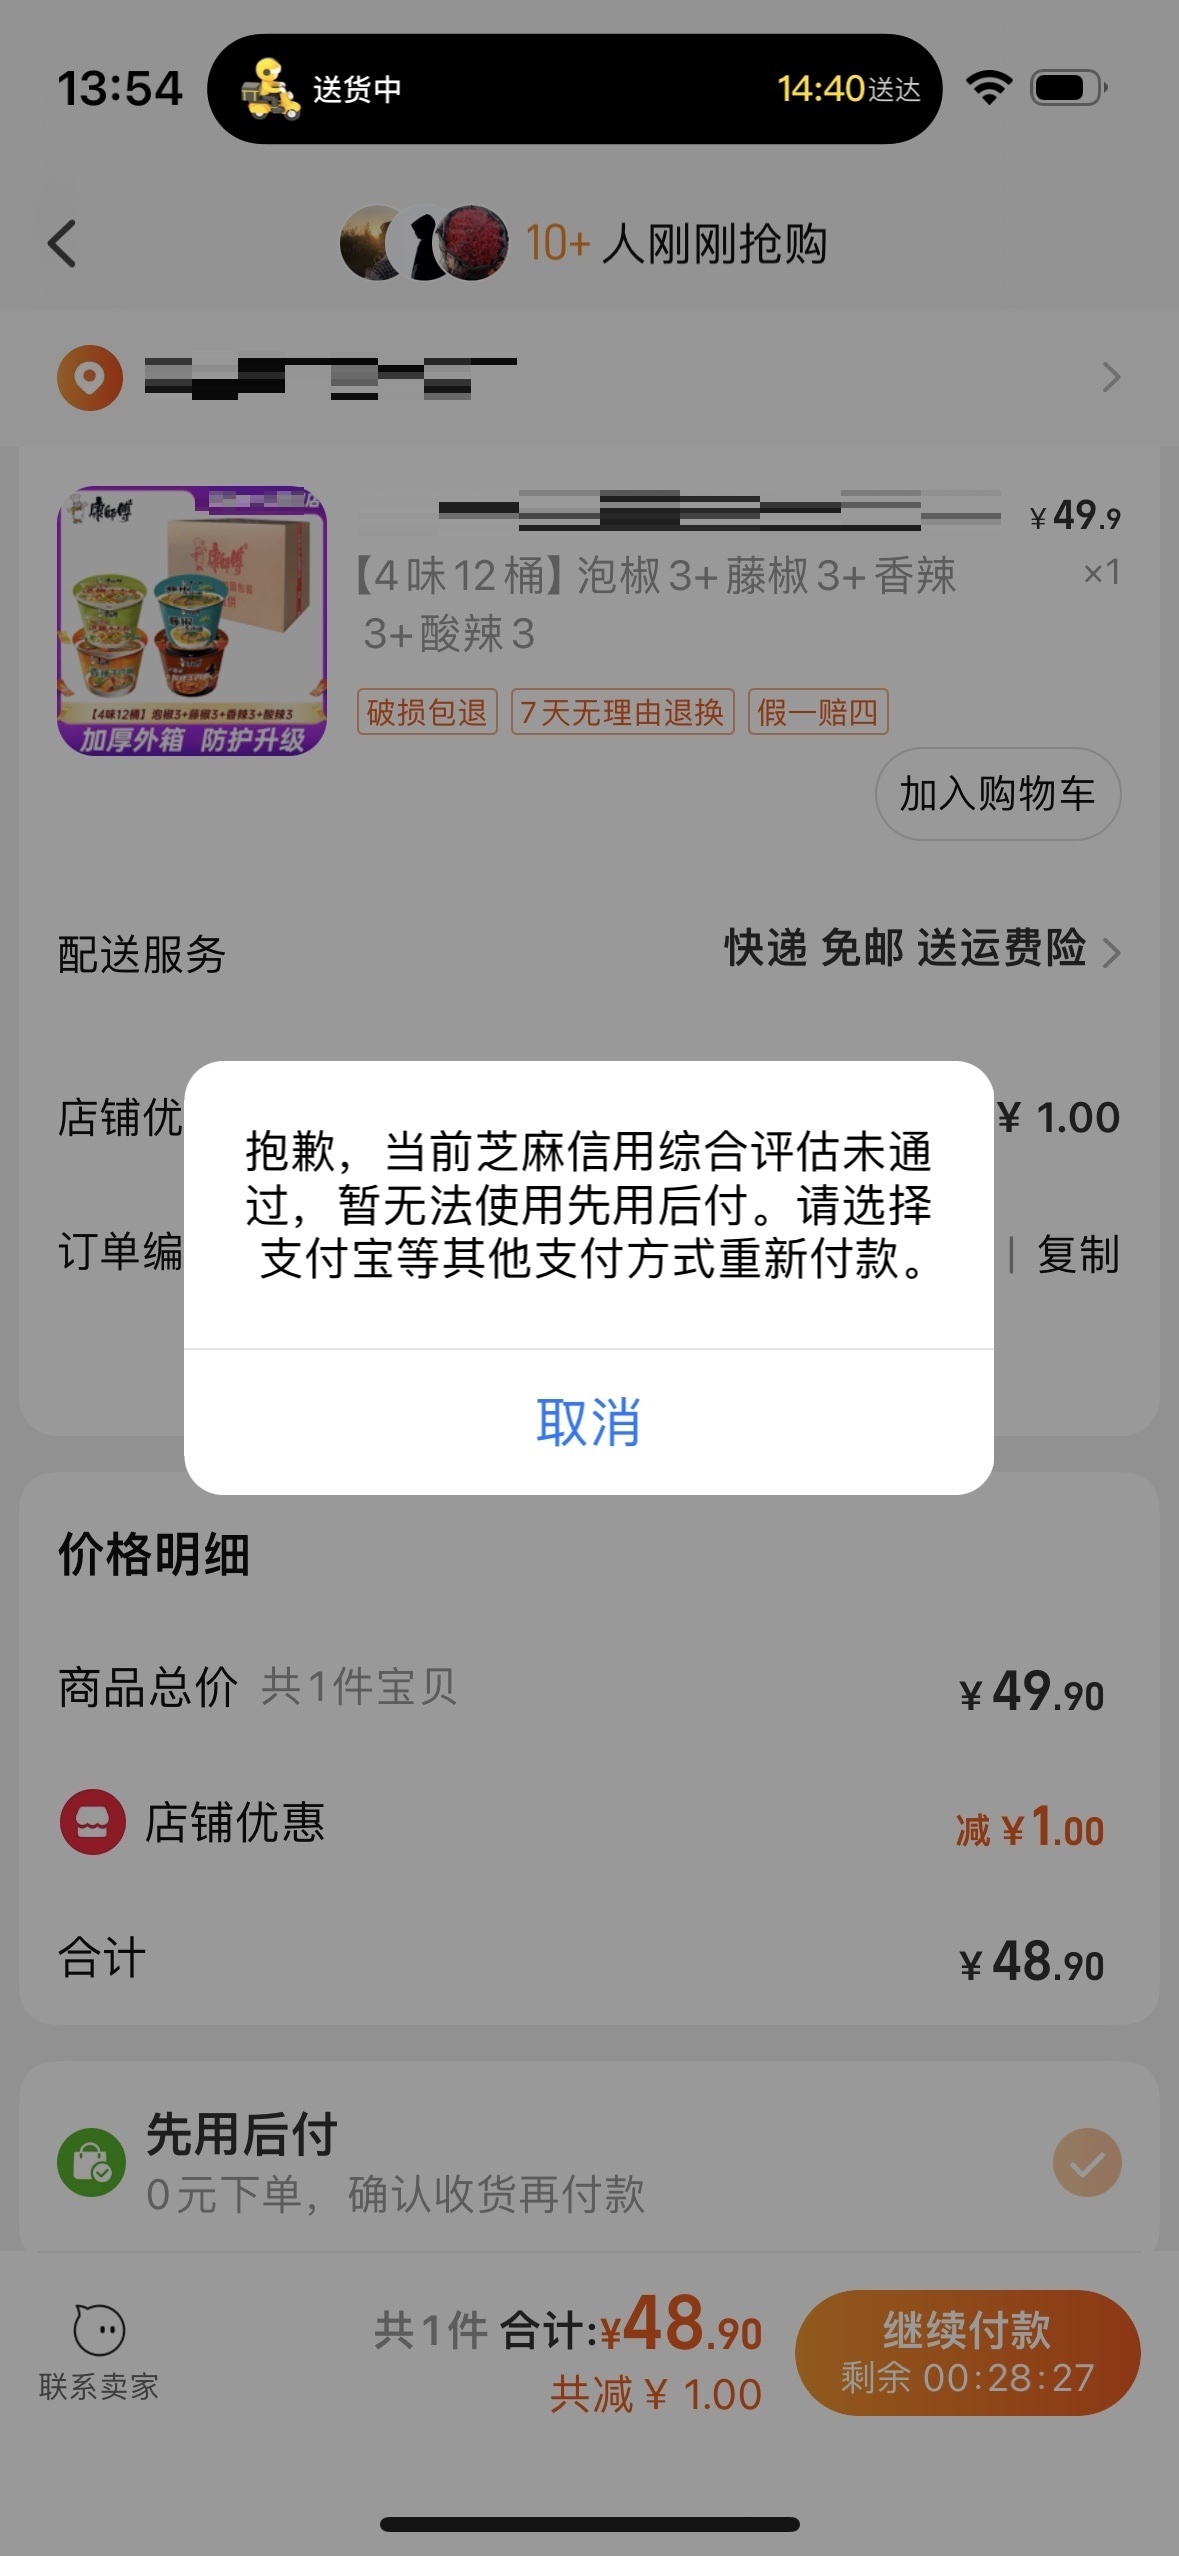 13:54
送货中
14:40送达
10+ 人刚刚抢购
康师傅
康师傅
【4味12桶】泡椒3+藤椒3+香辣3+酸辣3
加厚外箱 防护升级
¥49.9
【4味12桶】泡椒3+藤椒3+香辣
3+酸辣3
×1
破损包退 7天无理由退换 假一赔四
加入购物车
配送服务
快递 免邮 送运费险
店铺优
¥ 1.00
订单编
| 复制
抱歉，当前芝麻信用综合评估未通
过，暂无法使用先用后付。请选择
支付宝等其他支付方式重新付款。
取消
价格明细
商品总价 共1件宝贝
¥49.90
店铺优惠
减¥1.00
合计
¥48.90
先用后付
0元下单，确认收货再付款
联系卖家
共1件 合计:¥48.90
共减¥ 1.00
继续付款
剩余 00:28:27